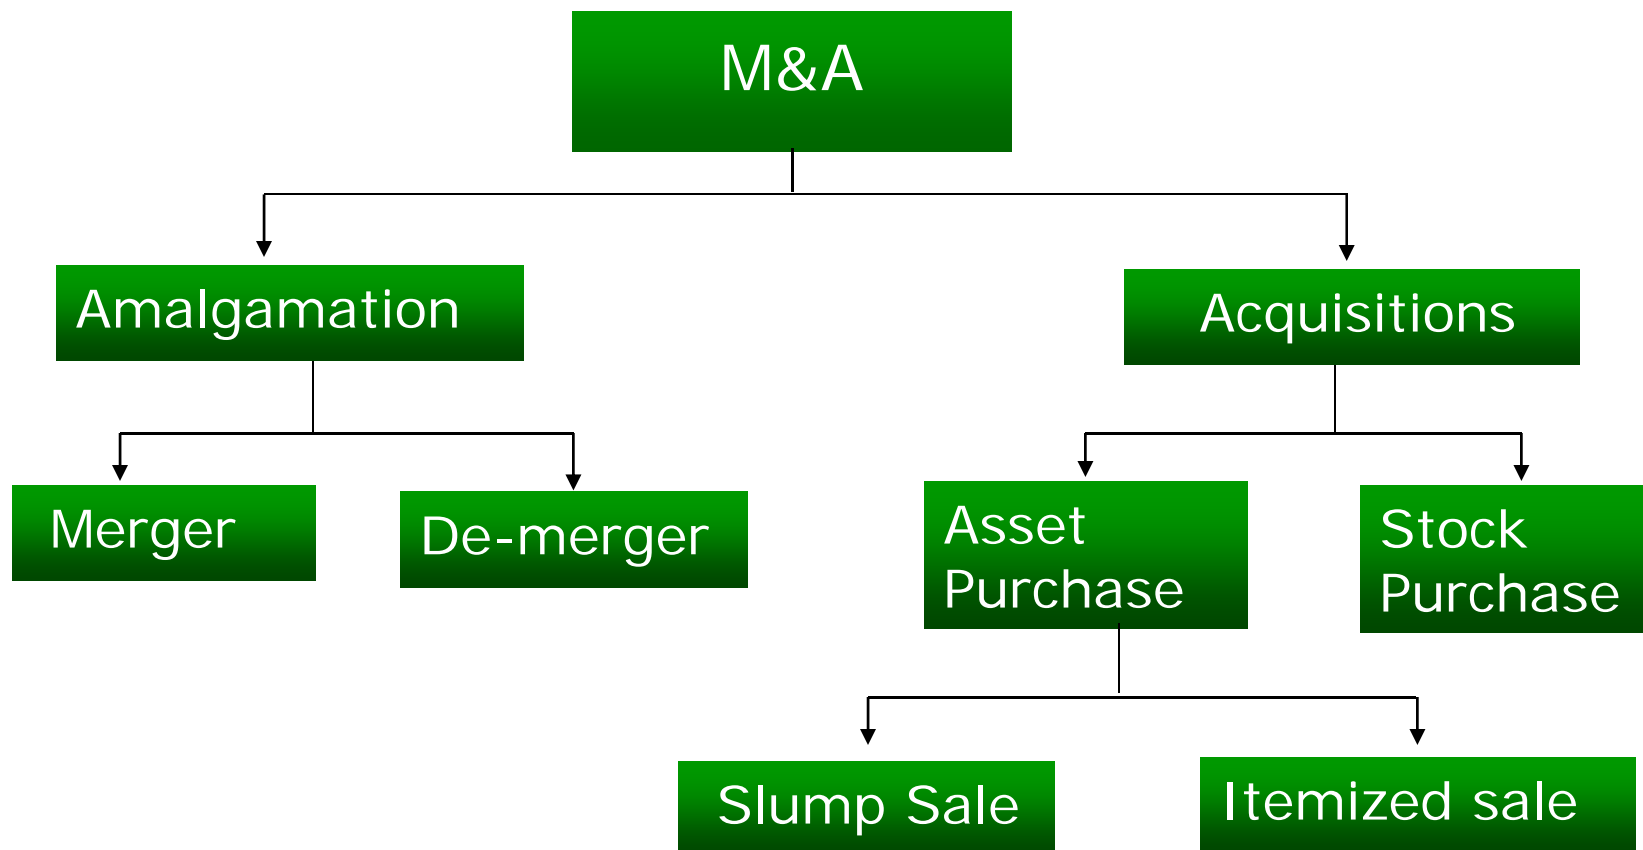 M&A
Amalgamation
Acquisitions
Merger
De-merger
Asset
Purchase
Stock
Purchase
Slump Sale
Itemized sale